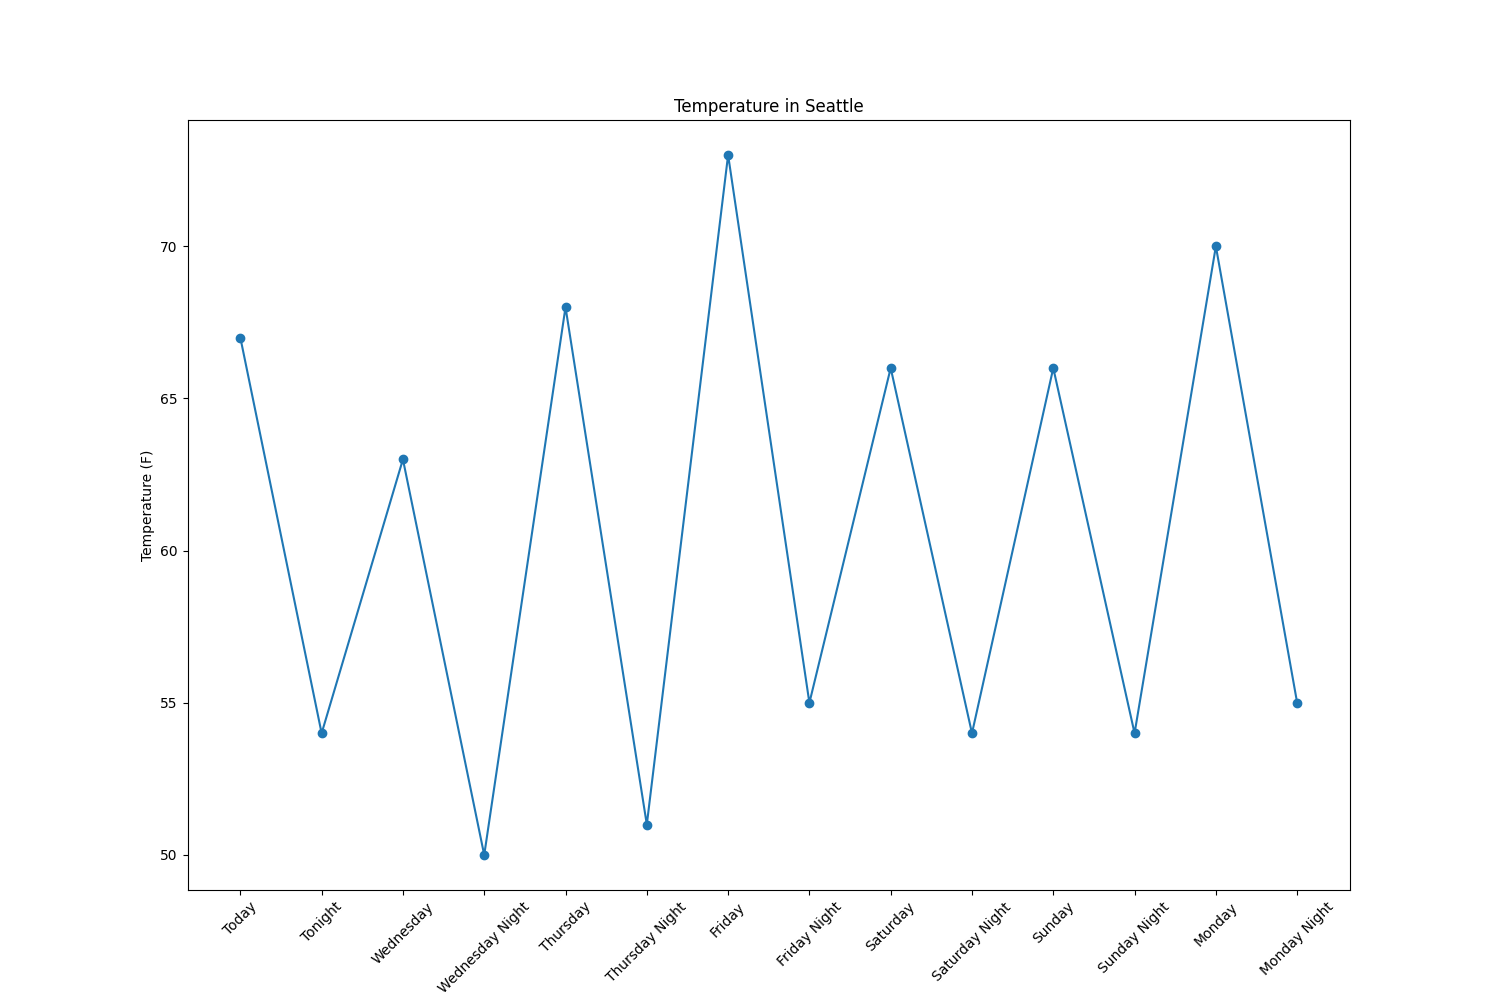 Temperature in Seattle
Temperature (F)
70
65
60
55
50
Today
Tonight
Wednesday
Wednesday Night
Thursday
Thursday Night
Friday
Friday Night
Saturday
Saturday Night
Sunday
Sunday Night
Monday
Monday Night